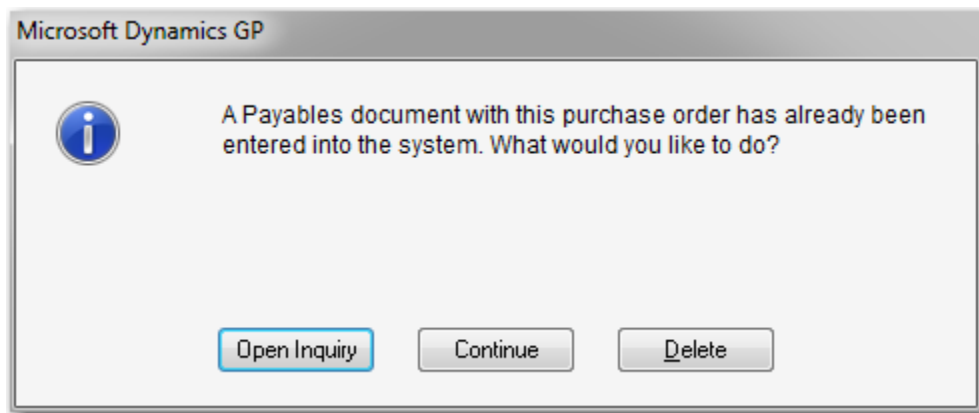 Microsoft Dynamics GP
A Payables document with this purchase order has already been
entered into the system. What would you like to do?
Open Inquiry
Continue
Delete